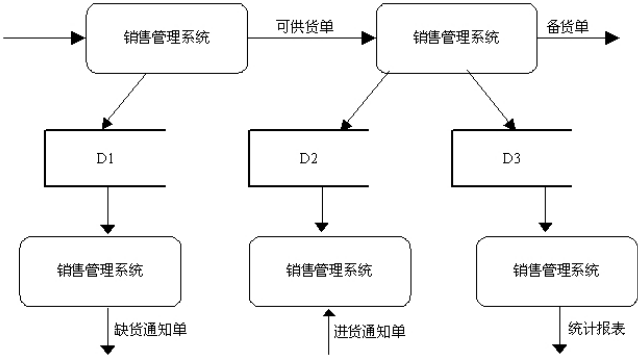 销售管理系统
可供货单
销售管理系统
备货单
D1
D2
D3
销售管理系统
销售管理系统
销售管理系统
缺货通知单
进货通知单
统计报表